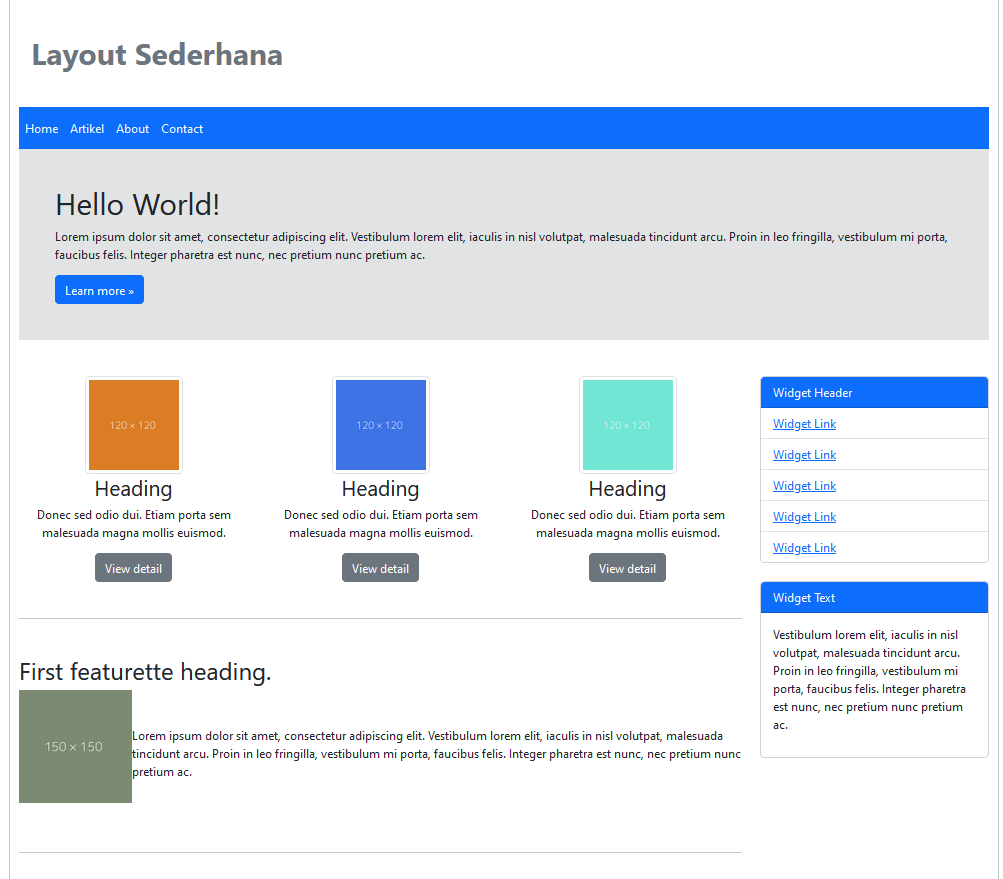 Layout Sederhana
Home Artikel About Contact
Hello World!
Lorem ipsum dolor sit amet, consectetur adipiscing elit. Vestibulum lorem elit, iaculis in nisl volutpat, malesuada tincidunt arcu. Proin in leo fringilla, vestibulum mi porta,
faucibus felis. Integer pharetra est nunc, nec pretium nunc pretium ac.
Learn more »
120 × 120
Heading
Donec sed odio dui. Etiam porta sem
malesuada magna mollis euismod.
View detail
120 × 120
Heading
Donec sed odio dui. Etiam porta sem
malesuada magna mollis euismod.
View detail
120 × 120
Heading
Donec sed odio dui. Etiam porta sem
malesuada magna mollis euismod.
View detail
First featurette heading.
150 × 150
Lorem ipsum dolor sit amet, consectetur adipiscing elit. Vestibulum lorem elit, iaculis in nisl volutpat, malesuada
tincidunt arcu. Proin in leo fringilla, vestibulum mi porta, faucibus felis. Integer pharetra est nunc, nec pretium nunc
pretium ac.
Widget Header
Widget Link
Widget Link
Widget Link
Widget Link
Widget Link
Widget Text
Vestibulum lorem elit, iaculis in nisl
volutpat, malesuada tincidunt arcu.
Proin in leo fringilla, vestibulum mi
porta, faucibus felis. Integer pharetra
est nunc, nec pretium nunc pretium
ac.